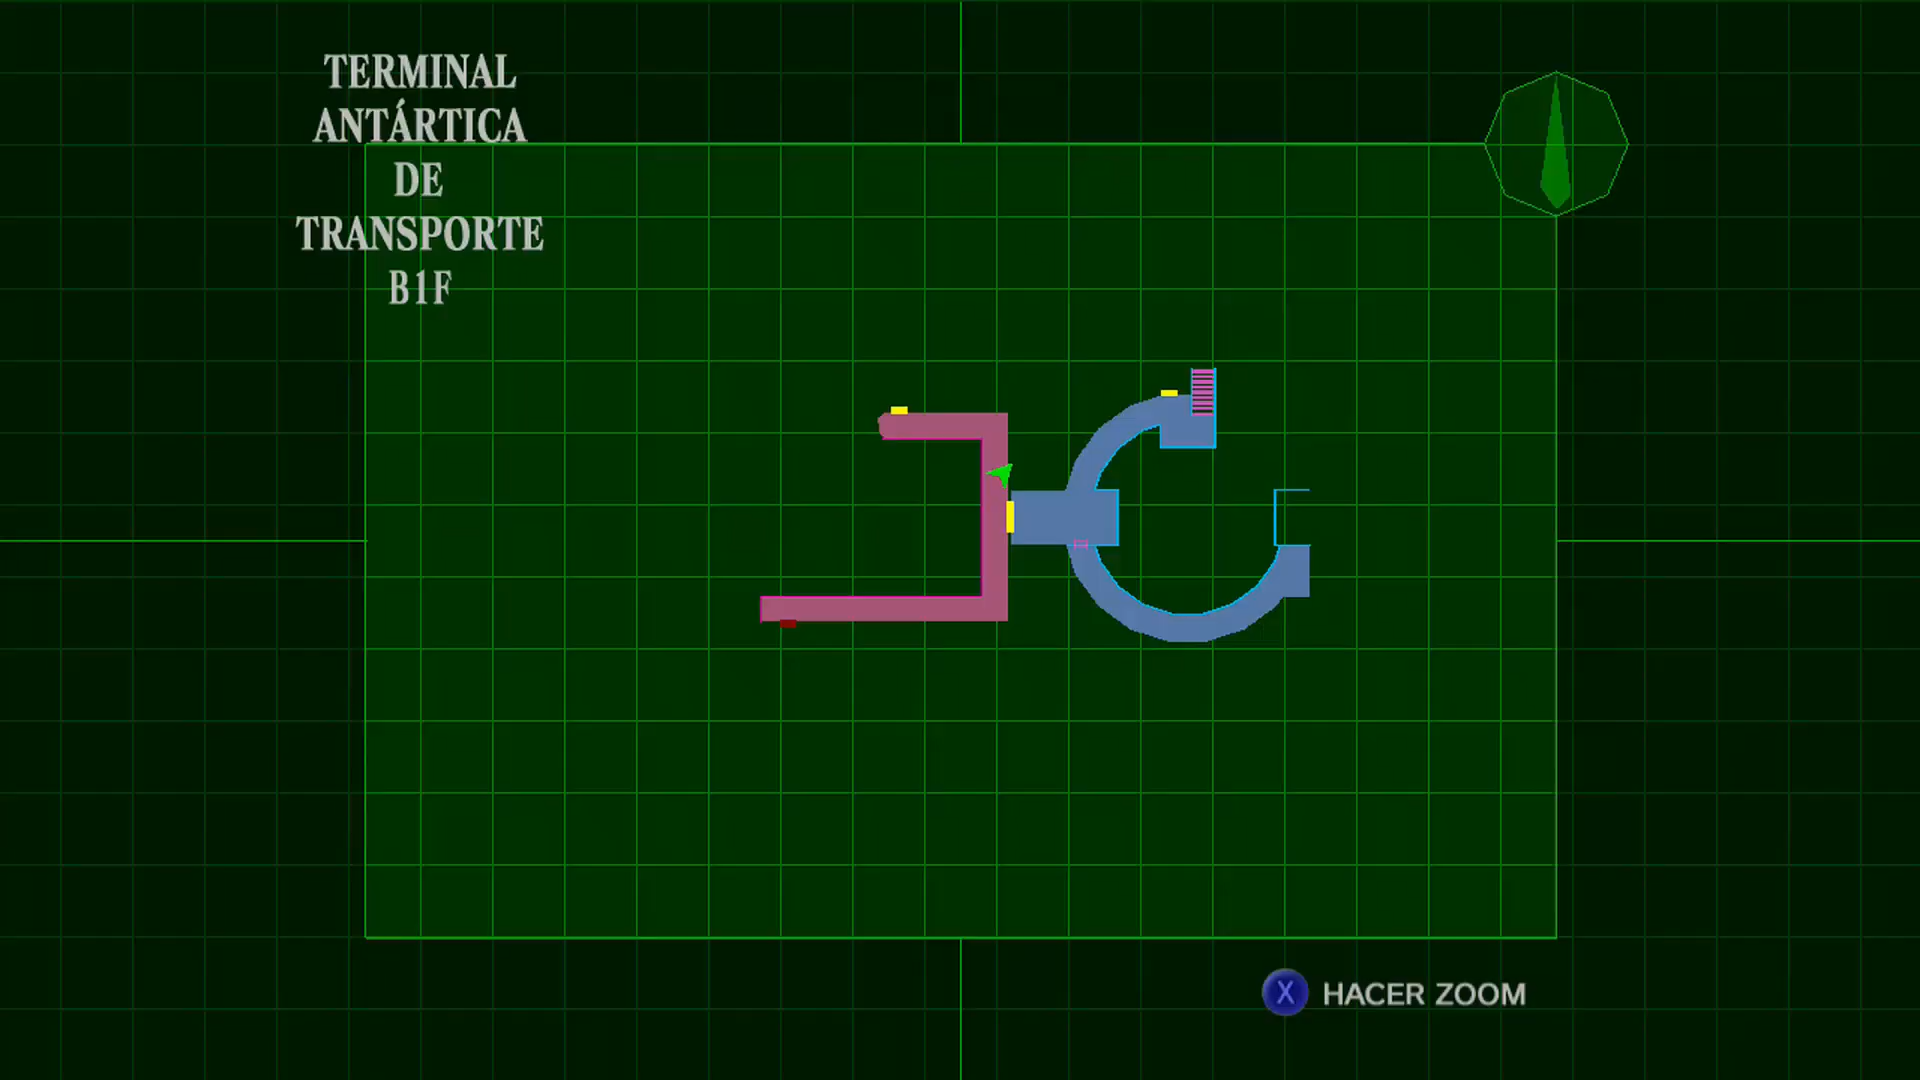 TERMINAL
ANTÁRTICA
DE
TRANSPORTE
B1F
X HACER ZOOM